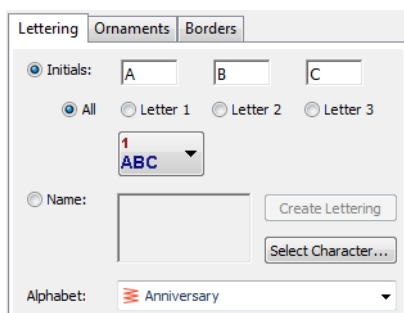 Lettering Ornaments Borders
Initials: A B C
All Letter 1 Letter 2 Letter 3
1
ABC
Name:
Create Lettering
Select Character...
Alphabet: Anniversary